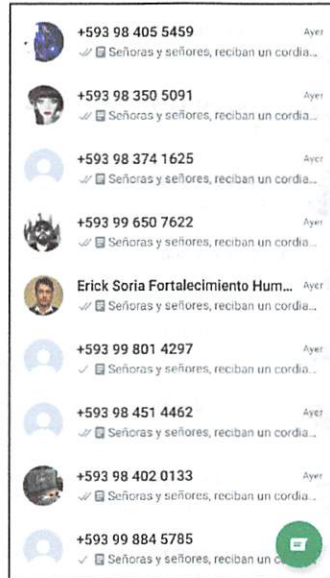 +593 98 405 5459 Ayer
Señoras y señores, reciban un cordia...
+593 98 350 5091 Ayer
Señoras y señores, reciban un cordia...
+593 98 374 1625 Ayer
Señoras y señores, reciban un cordia...
+593 99 650 7622 Ayer
Señoras y señores, reciban un cordia...
Erick Soria Fortalecimiento Hum... Ayer
Señoras y señores, reciban un cordia...
+593 99 801 4297 Ayer
Señoras y señores, reciban un cordia...
+593 98 451 4462 Ayer
Señoras y señores, reciban un cordia...
+593 98 402 0133 Ayer
Señoras y señores, reciban un cordia...
+593 99 884 5785
Señoras y señores, reciban un